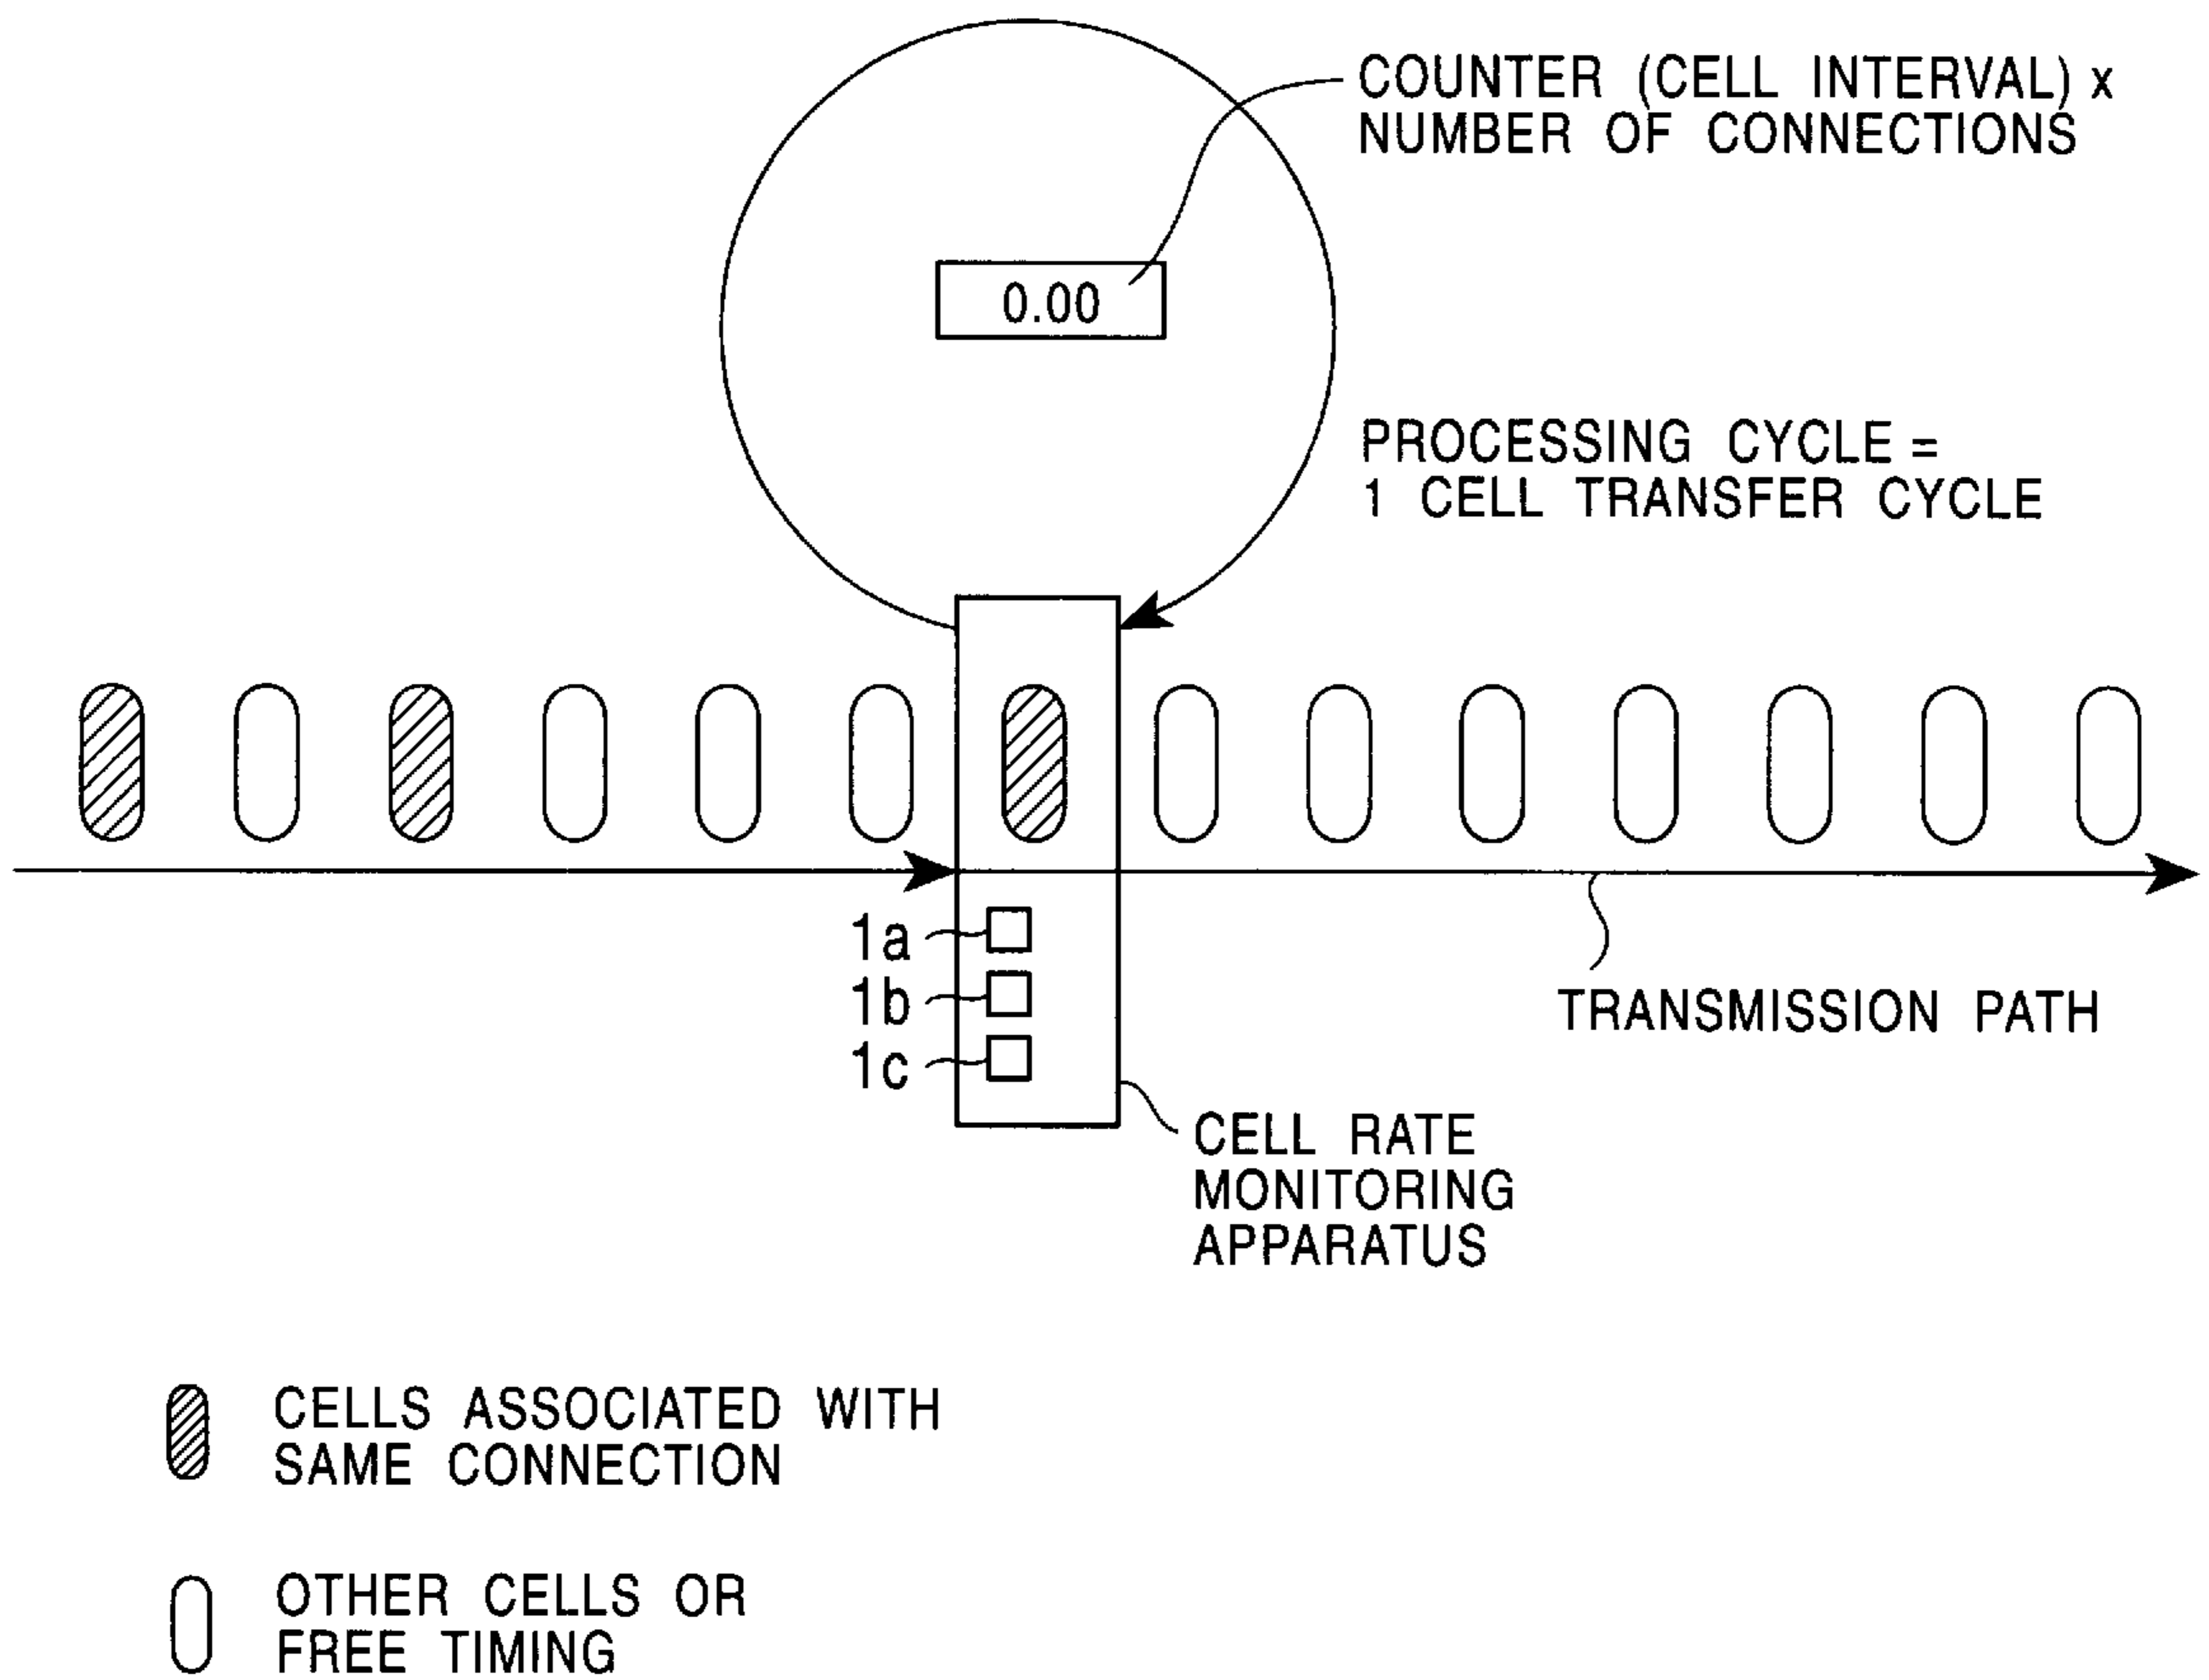 COUNTER (CELL INTERVAL) x
NUMBER OF CONNECTIONS
0.00
PROCESSING CYCLE =
1 CELL TRANSFER CYCLE
1a
1b
1c
TRANSMISSION PATH
CELL RATE
MONITORING
APPARATUS
CELLS ASSOCIATED WITH
SAME CONNECTION
OTHER CELLS OR
FREE TIMING